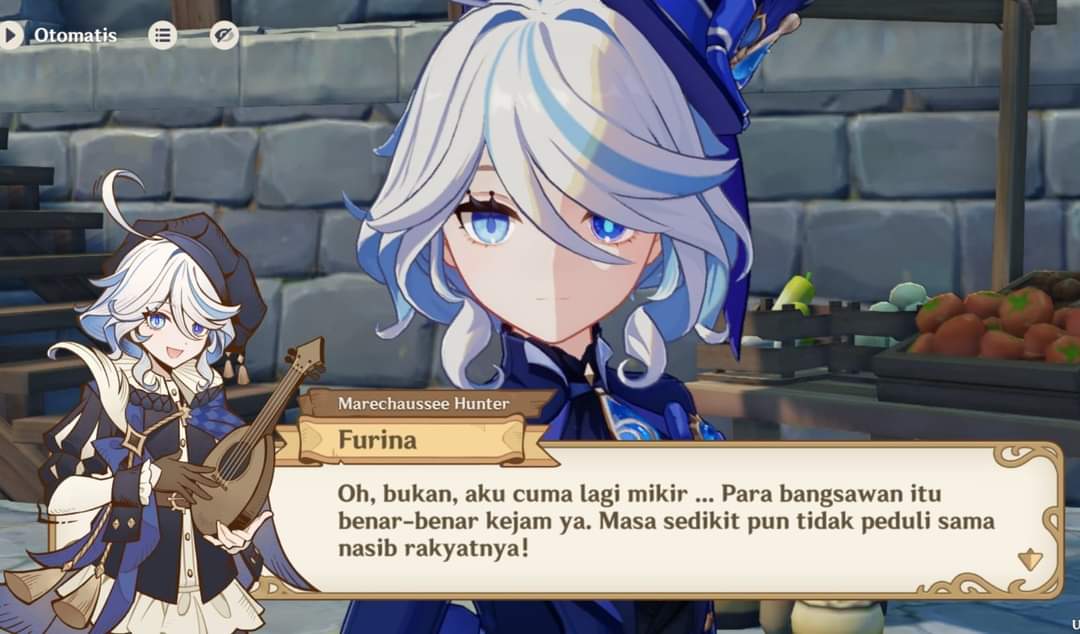 Otomatis
Marechaussee Hunter
Furina
Oh, bukan, aku cuma lagi mikir ... Para bangsawan itu
benar-benar kejam ya. Masa sedikit pun tidak peduli sama
nasib rakyatnya!